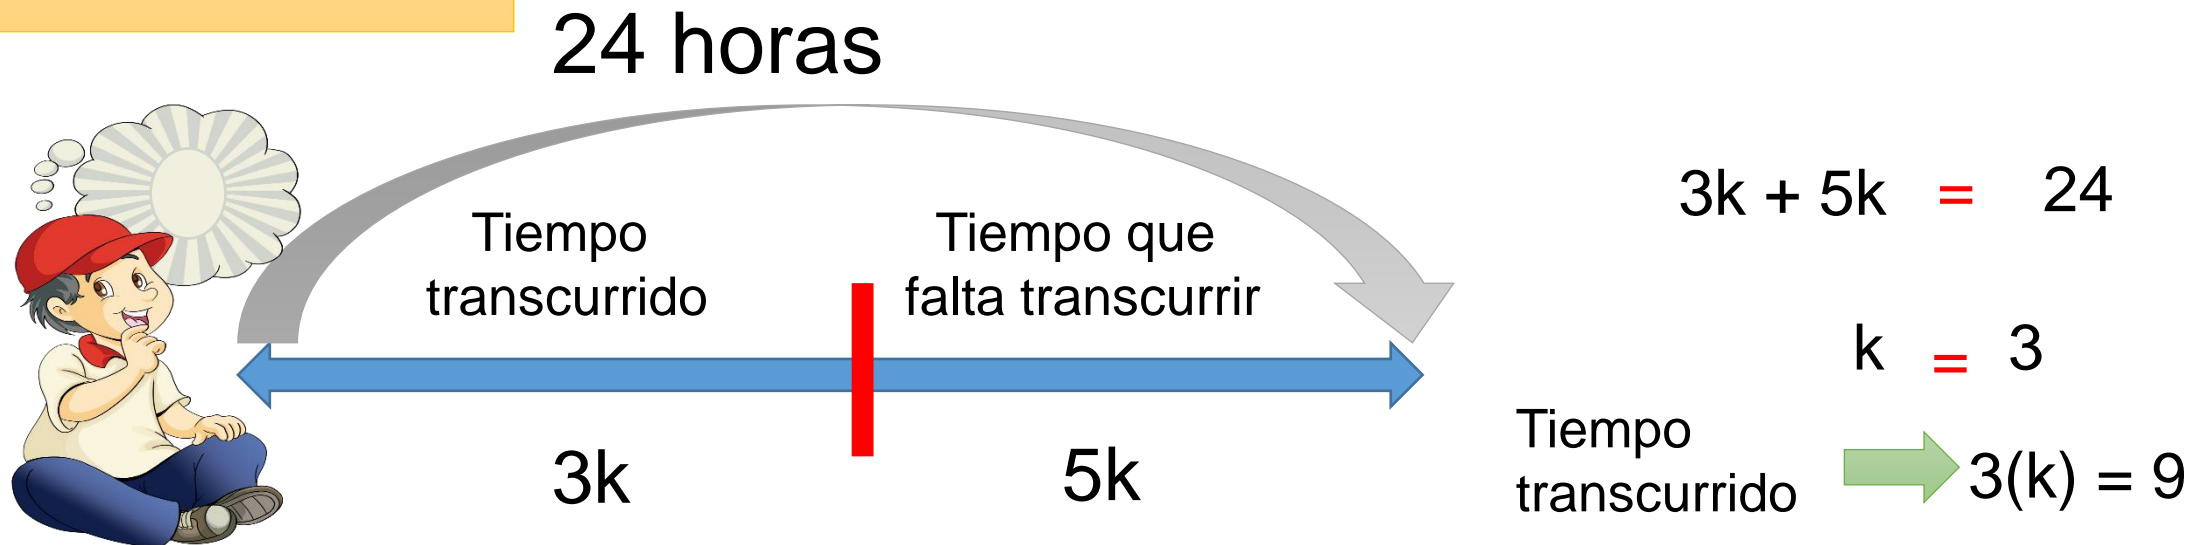 24 horas
Tiempo
transcurrido
Tiempo que
falta transcurrir
3k
5k
3k + 5k = 24
k = 3
Tiempo
transcurrido
3(k) = 9